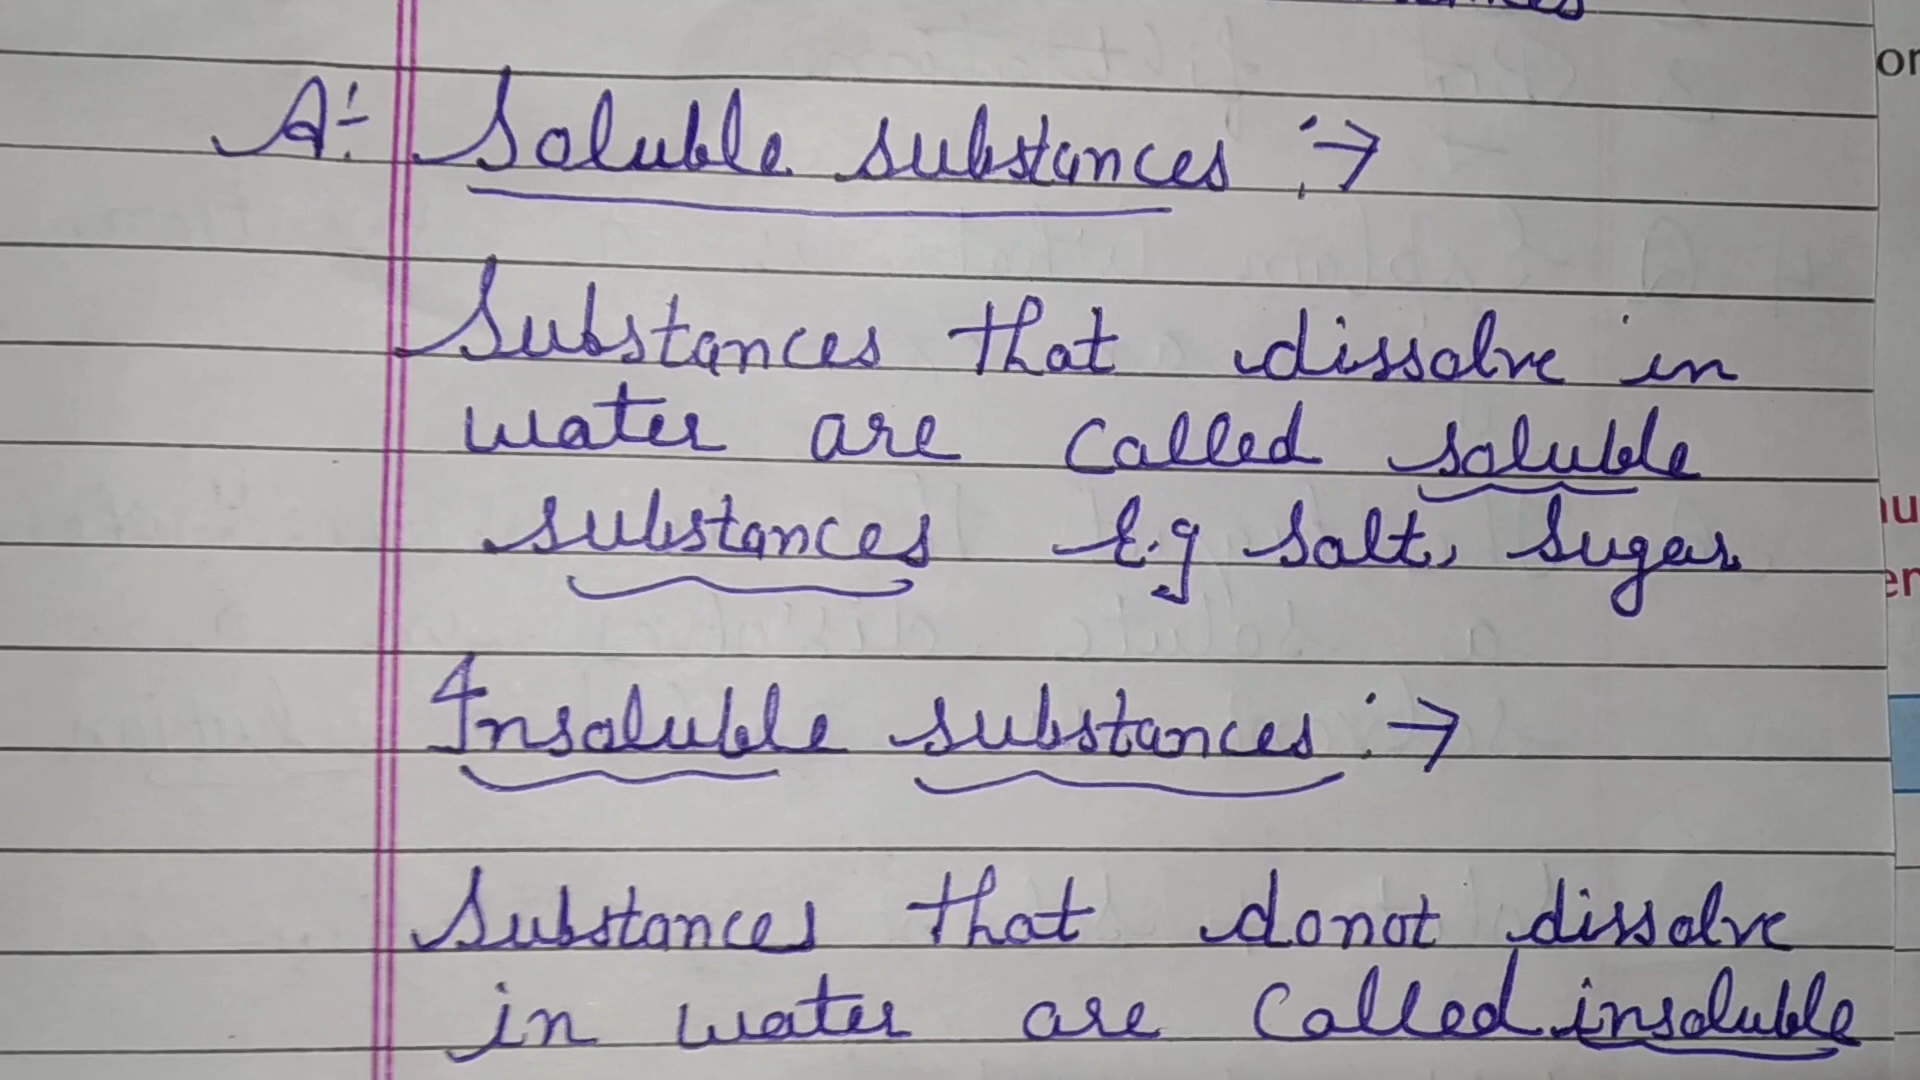 A:- Soluble substances :→
Substances that dissolve in
water are called soluble
substances E.g Salt, Sugar.
Insoluble substances :→
Substances that donot dissolve
in water are called insoluble